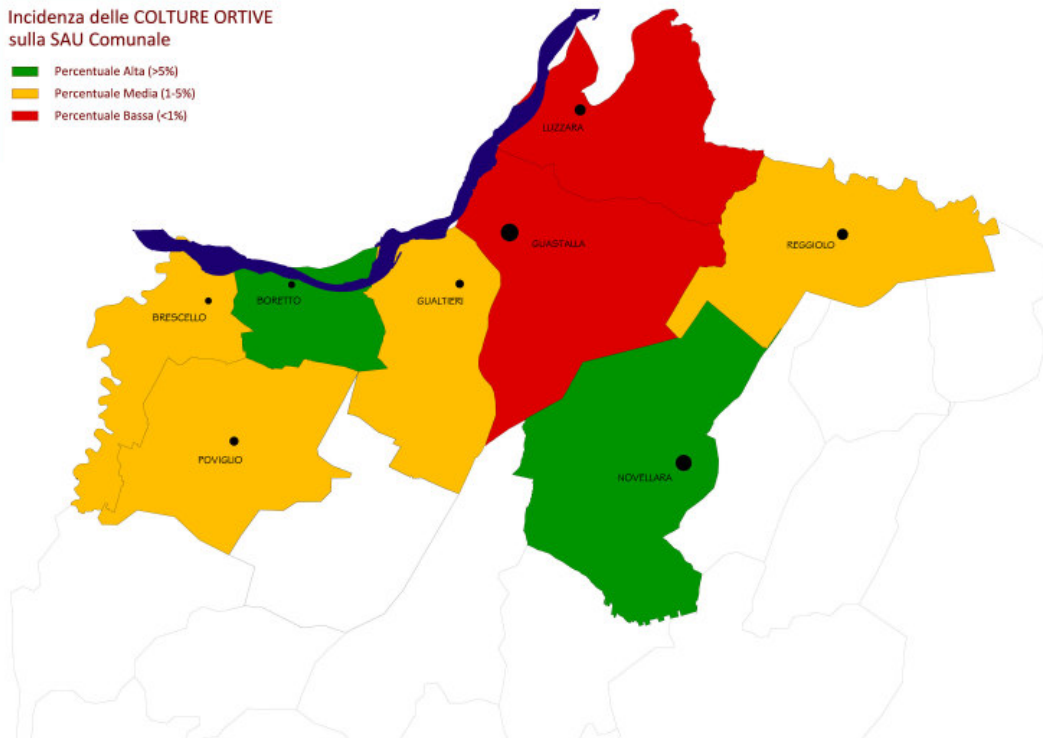 Incidenza delle COLTURE ORTIVE
sulla SAU Comunale
Percentuale Alta (>5%)
Percentuale Media (1-5%)
Percentuale Bassa (<1%)
LUZZARA
GUASTALLA
REGGIOLO
BRESCELLO
BORETTO
GUALTIERI
POVIGLIO
NOVELLARA